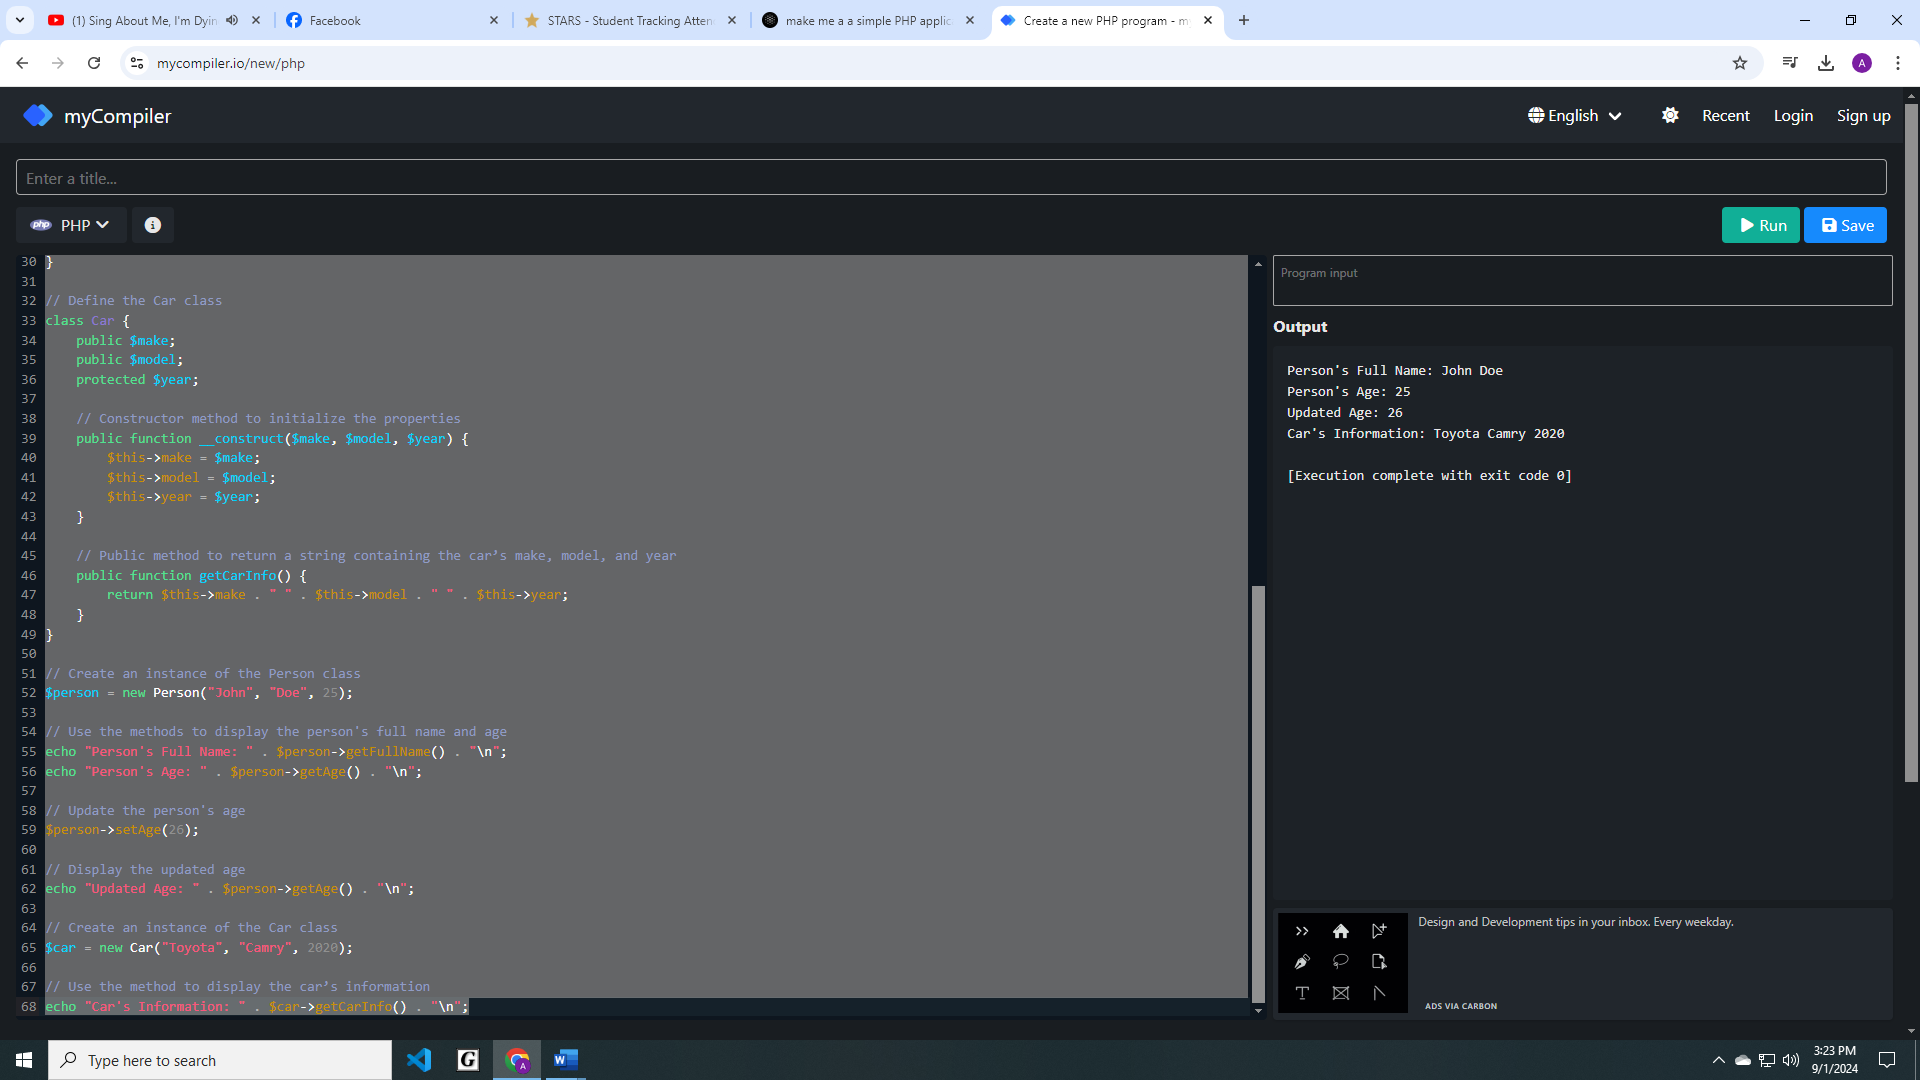 (1) Sing About Me, I'm Dyin
Facebook
STARS - Student Tracking Atten
make me a a simple PHP applic
Create a new PHP program - my
mycompiler.io/new/php
A
myCompiler
English
Recent
Login
Sign up
Enter a title...
php PHP
Run
Save
30 }
31
32 // Define the Car class
33 class Car {
34     public $make;
35     public $model;
36     protected $year;
37
38     // Constructor method to initialize the properties
39     public function __construct($make, $model, $year) {
40         $this->make = $make;
41         $this->model = $model;
42         $this->year = $year;
43     }
44
45     // Public method to return a string containing the car’s make, model, and year
46     public function getCarInfo() {
47         return $this->make . " " . $this->model . " " . $this->year;
48     }
49 }
50
51 // Create an instance of the Person class
52 $person = new Person("John", "Doe", 25);
53
54 // Use the methods to display the person's full name and age
55 echo "Person's Full Name: " . $person->getFullName() . "\n";
56 echo "Person's Age: " . $person->getAge() . "\n";
57
58 // Update the person's age
59 $person->setAge(26);
60
61 // Display the updated age
62 echo "Updated Age: " . $person->getAge() . "\n";
63
64 // Create an instance of the Car class
65 $car = new Car("Toyota", "Camry", 2020);
66
67 // Use the method to display the car’s information
68 echo "Car's Information: " . $car->getCarInfo() . "\n";
Program input
Output
Person's Full Name: John Doe
Person's Age: 25
Updated Age: 26
Car's Information: Toyota Camry 2020
[Execution complete with exit code 0]
Design and Development tips in your inbox. Every weekday.
ADS VIA CARBON
Type here to search
G
A
W
3:23 PM
9/1/2024